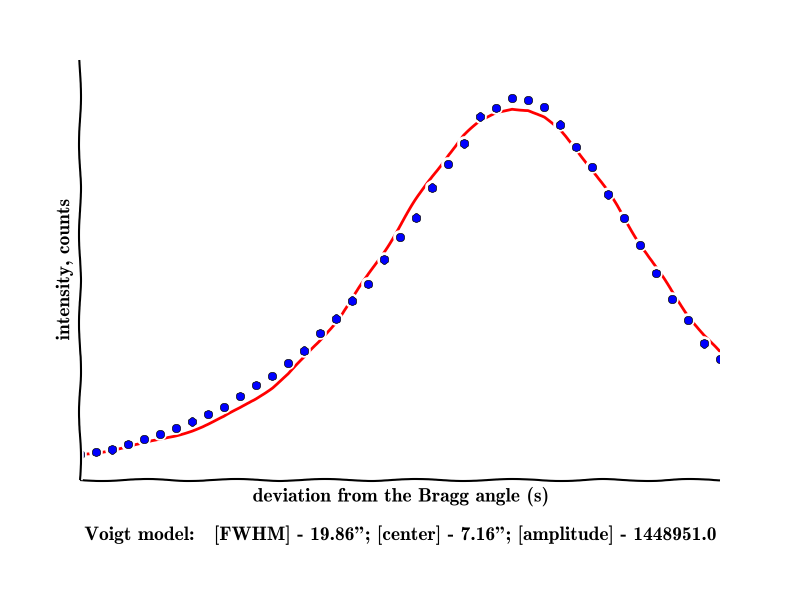 intensity, counts
deviation from the Bragg angle (s)
Voigt model: [FWHM] - 19.86”; [center] - 7.16”; [amplitude] - 1448951.0